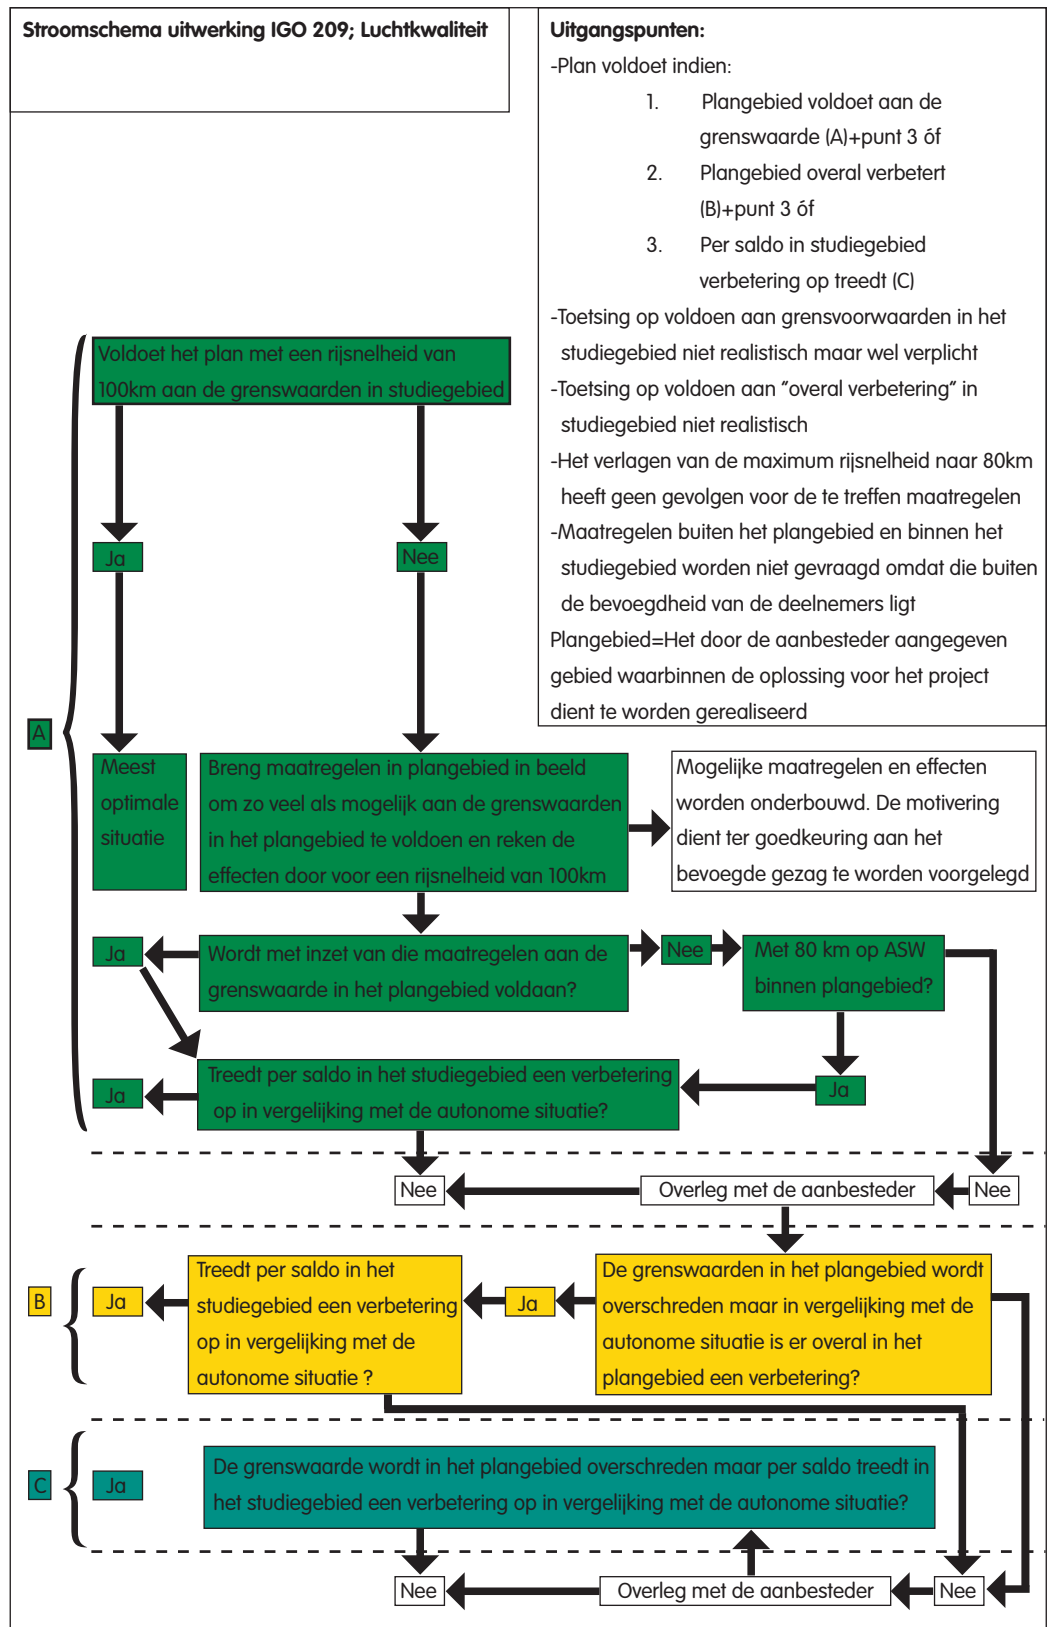 Stroomschema uitwerking IGO 209; Luchtkwaliteit
Uitgangspunten:
-Plan voldoet indien:
1. Plangebied voldoet aan de
grenswaarde (A)+punt 3 óf
2. Plangebied overal verbetert
(B)+punt 3 óf
3. Per saldo in studiegebied
verbetering op treedt (C)
-Toetsing op voldoen aan grensvoorwaarden in het
studiegebied niet realistisch maar wel verplicht
-Toetsing op voldoen aan “overal verbetering” in
studiegebied niet realistisch
-Het verlagen van de maximum rijsnelheid naar 80km
heeft geen gevolgen voor de te treffen maatregelen
-Maatregelen buiten het plangebied en binnen het
studiegebied worden niet gevraagd omdat die buiten
de bevoegdheid van de deelnemers ligt
Plangebied=Het door de aanbesteder aangegeven
gebied waarbinnen de oplossing voor het project
dient te worden gerealiseerd
Voldoet het plan met een rijsnelheid van
100km aan de grenswaarden in studiegebied
Ja
Nee
A
Meest
optimale
situatie
Breng maatregelen in plangebied in beeld
om zo veel als mogelijk aan de grenswaarden
in het plangebied te voldoen en reken de
effecten door voor een rijsnelheid van 100km
Mogelijke maatregelen en effecten
worden onderbouwd. De motivering
dient ter goedkeuring aan het
bevoegde gezag te worden voorgelegd
Ja
Wordt met inzet van die maatregelen aan de
grenswaarde in het plangebied voldaan?
Nee
Met 80 km op ASW
binnen plangebied?
Ja
Treedt per saldo in het studiegebied een verbetering
op in vergelijking met de autonome situatie?
Ja
Nee
Overleg met de aanbesteder
Nee
B
Ja
Treedt per saldo in het
studiegebied een verbetering
op in vergelijking met de
autonome situatie ?
Ja
De grenswaarden in het plangebied wordt
overschreden maar in vergelijking met de
autonome situatie is er overal in het
plangebied een verbetering?
C
Ja
De grenswaarde wordt in het plangebied overschreden maar per saldo treedt in
het studiegebied een verbetering op in vergelijking met de autonome situatie?
Nee
Overleg met de aanbesteder
Nee